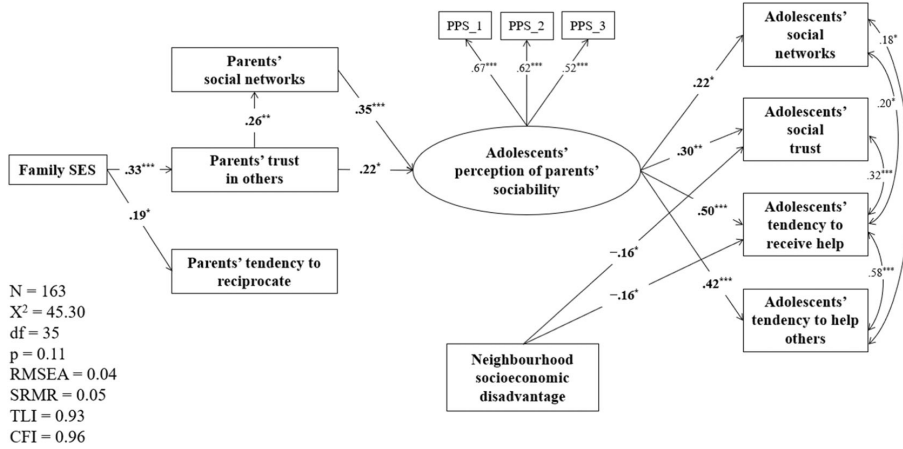 PPS_1
PPS_2
PPS_3
.67***
.62***
.52***
Parents'
social networks
.35***
.26**
Family SES
.33***
Parents' trust
in others
.22*
.19*
Parents' tendency to
reciprocate
Adolescents'
perception of parents'
sociability
.22*
.30**
.50***
.42***
−.16*
−.16*
Neighbourhood
socioeconomic
disadvantage
Adolescents'
social
networks
Adolescents'
social
trust
Adolescents'
tendency to
receive help
Adolescents'
tendency to help
others
.18*
.20*
.32***
.58***
N = 163
X² = 45.30
df = 35
p = 0.11
RMSEA = 0.04
SRMR = 0.05
TLI = 0.93
CFI = 0.96